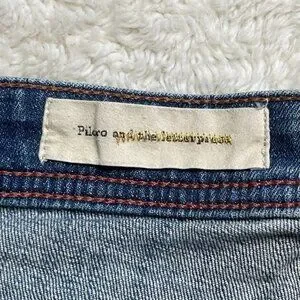 Pilcro and the letterpress